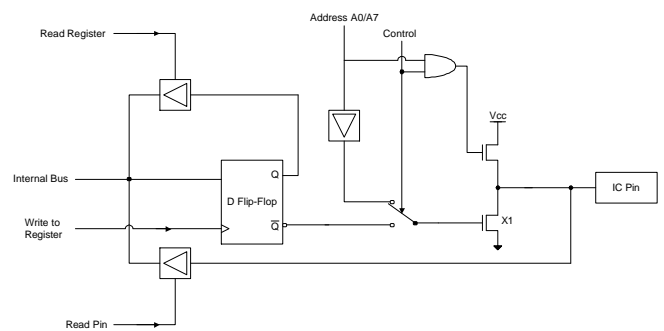 Address A0/A7
Read Register
Control
Vcc
Q
Internal Bus
D Flip-Flop
IC Pin
Write to
Register
Q
X1
Read Pin